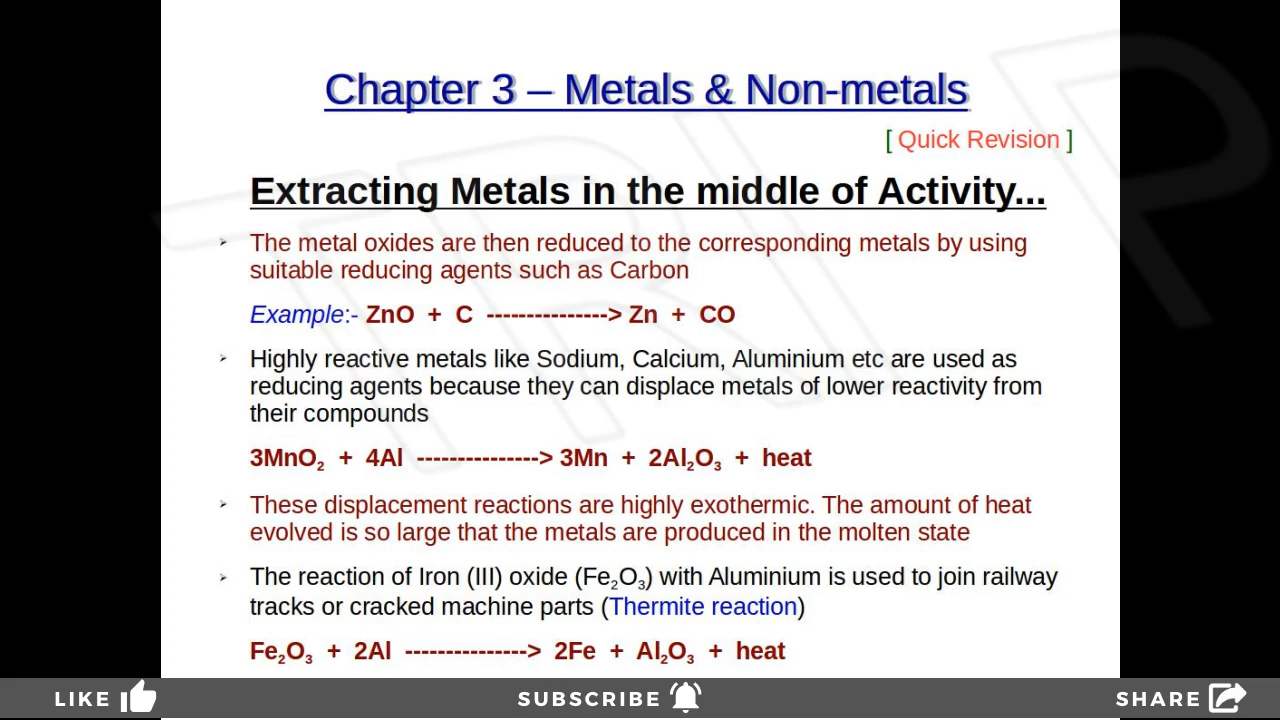 Chapter 3 – Metals & Non-metals
[ Quick Revision ]
Extracting Metals in the middle of Activity...
➢ The metal oxides are then reduced to the corresponding metals by using
suitable reducing agents such as Carbon
Example:- ZnO + C ---------------> Zn + CO
➢ Highly reactive metals like Sodium, Calcium, Aluminium etc are used as
reducing agents because they can displace metals of lower reactivity from
their compounds
3MnO₂ + 4Al ---------------> 3Mn + 2Al₂O₃ + heat
➢ These displacement reactions are highly exothermic. The amount of heat
evolved is so large that the metals are produced in the molten state
➢ The reaction of Iron (III) oxide (Fe₂O₃) with Aluminium is used to join railway
tracks or cracked machine parts (Thermite reaction)
Fe₂O₃ + 2Al ---------------> 2Fe + Al₂O₃ + heat
LIKE SUBSCRIBE SHARE